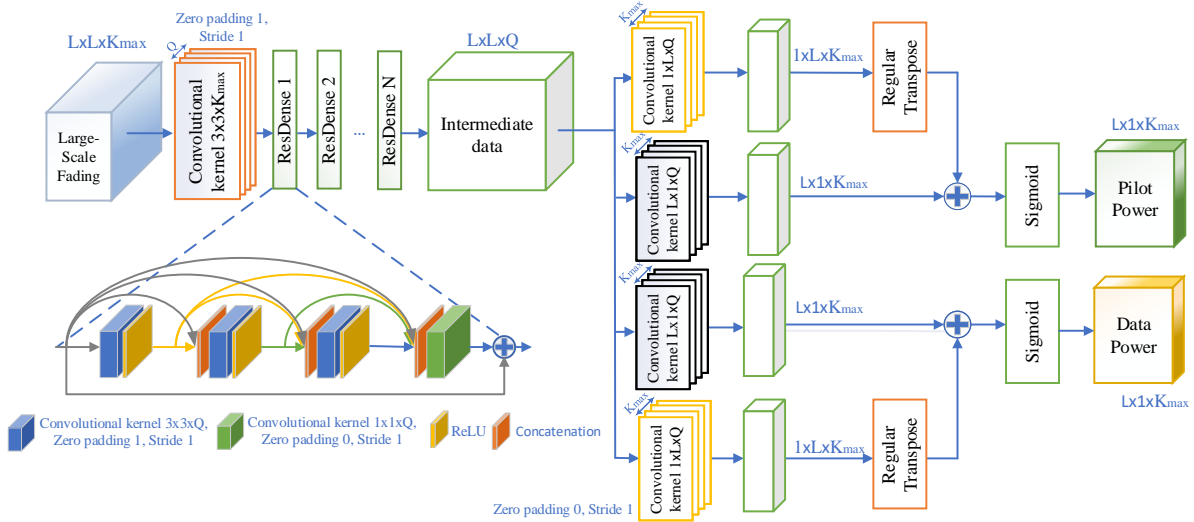 Zero padding 1,
Stride 1
LxLxKmax
Q
Large-
Scale
Fading
Convolutional
kernel 3x3xKmax
ResDense 1
ResDense 2
...
ResDense N
LxLxQ
Intermediate
data
Kmax
Convolutional
kernel 1xLxQ
1xLxKmax
Regular
Transpose
Kmax
Convolutional
kernel Lx1xQ
Lx1xKmax
Sigmoid
Lx1xKmax
Pilot
Power
Kmax
Convolutional
kernel Lx1xQ
Lx1xKmax
Sigmoid
Data
Power
Lx1xKmax
Kmax
Convolutional
kernel 1xLxQ
1xLxKmax
Regular
Transpose
Zero padding 0, Stride 1
Convolutional kernel 3x3xQ,
Zero padding 1, Stride 1
Convolutional kernel 1x1xQ,
Zero padding 0, Stride 1
ReLU
Concatenation